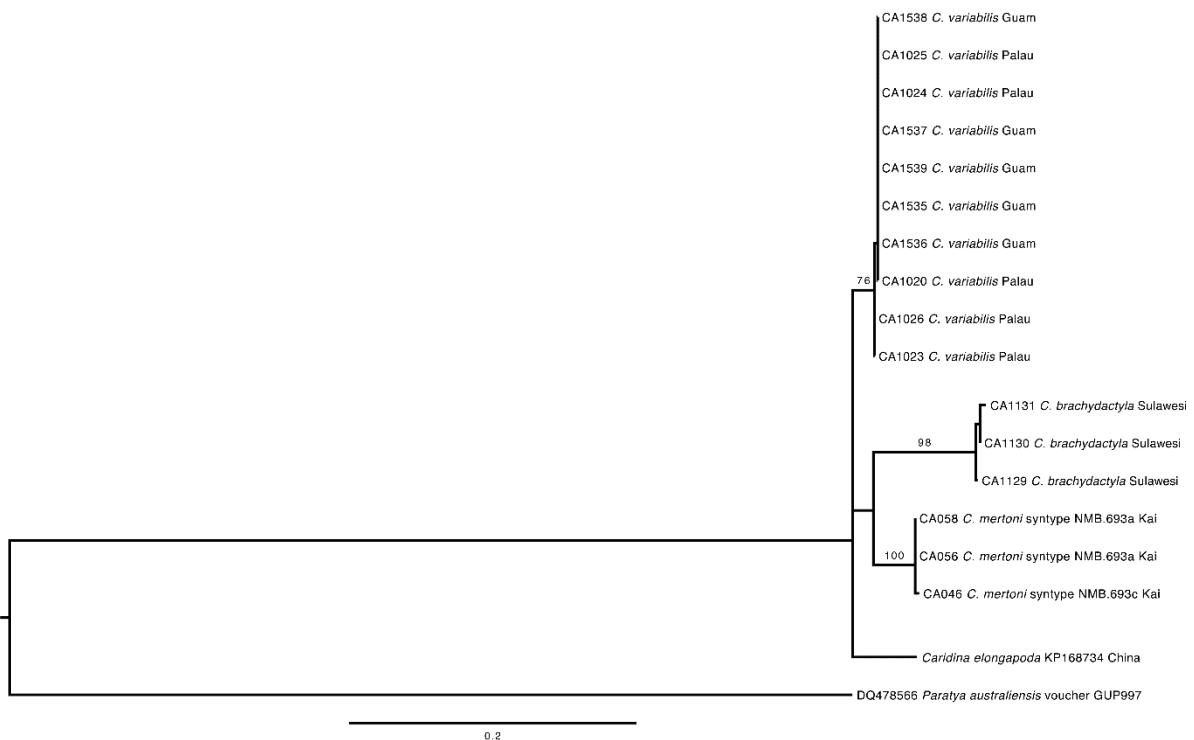 CA1538 C. variabilis Guam
CA1025 C. variabilis Palau
CA1024 C. variabilis Palau
CA1537 C. variabilis Guam
CA1539 C. variabilis Guam
CA1535 C. variabilis Guam
CA1536 C. variabilis Guam
76
CA1020 C. variabilis Palau
CA1026 C. variabilis Palau
CA1023 C. variabilis Palau
CA1131 C. brachydactyla Sulawesi
98
CA1130 C. brachydactyla Sulawesi
CA1129 C. brachydactyla Sulawesi
CA058 C. mertoni syntype NMB.693a Kai
100
CA056 C. mertoni syntype NMB.693a Kai
CA046 C. mertoni syntype NMB.693c Kai
Caridina elongapoda KP168734 China
DQ478566 Paratya australiensis voucher GUP997
0.2